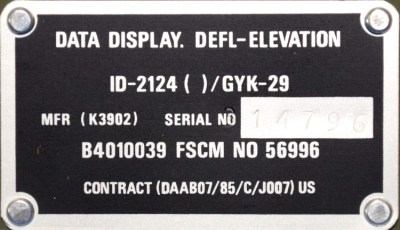 DATA DISPLAY. DEFL-ELEVATION
ID-2124 ( )/GYK-29
MFR (K3902) SERIAL NO 14796
B4010039 FSCM NO 56996
CONTRACT (DAAB07/85/C/J007) US